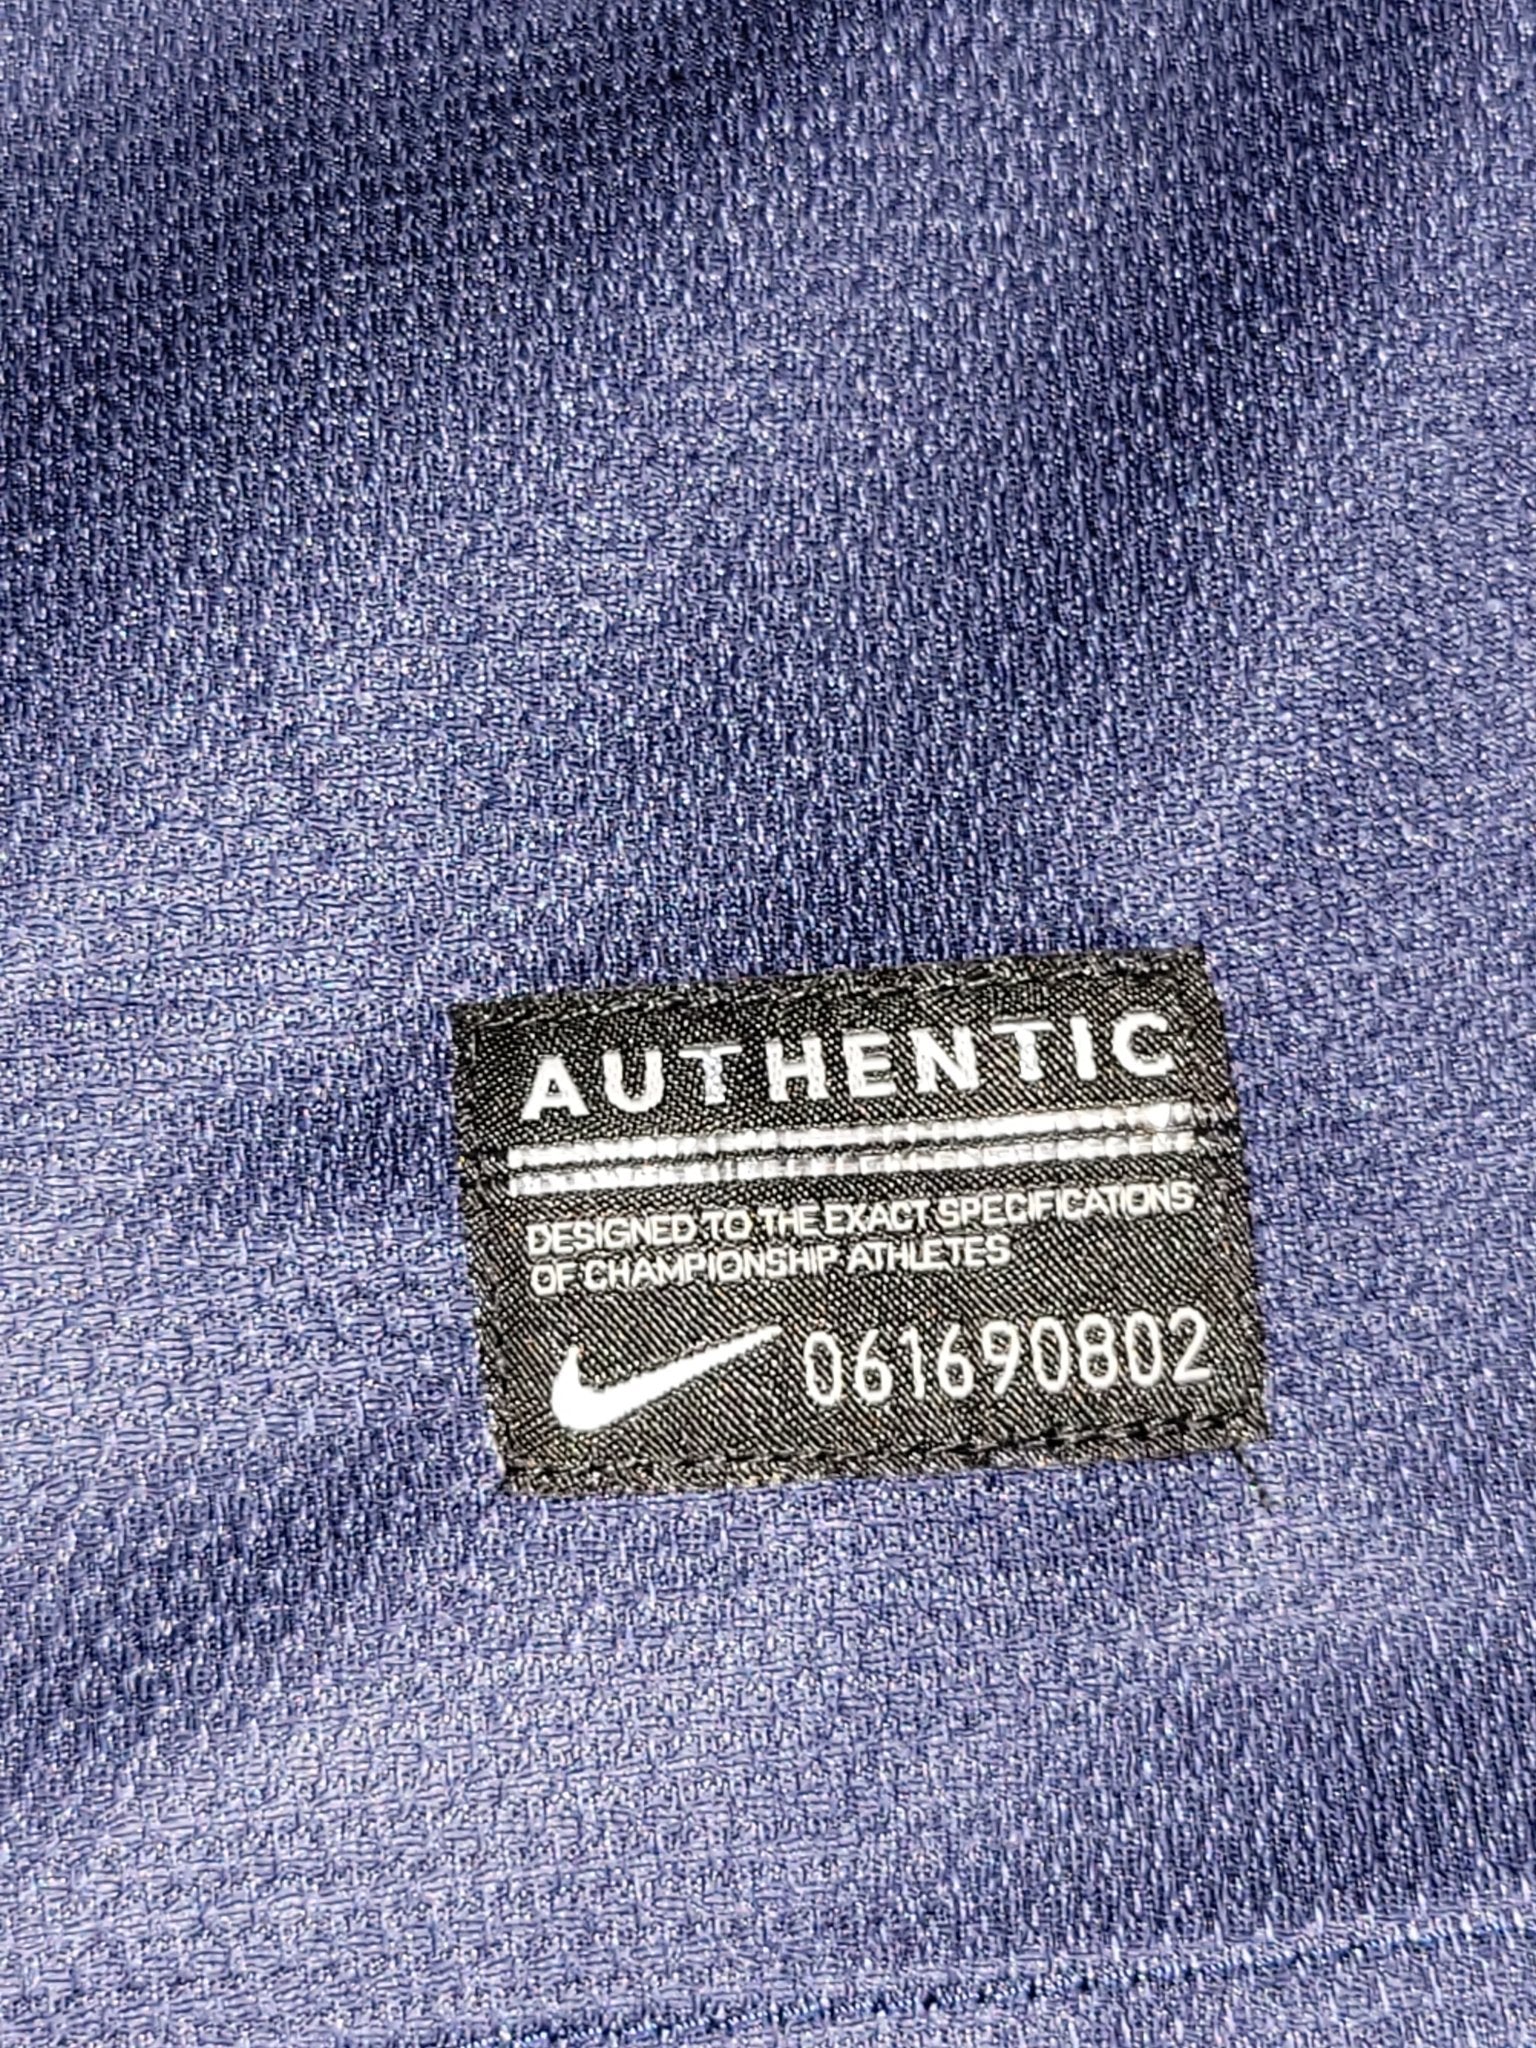 AUTHENTIC
DESIGNED TO THE EXACT SPECIFICATIONS
OF CHAMPIONSHIP ATHLETES
061690802